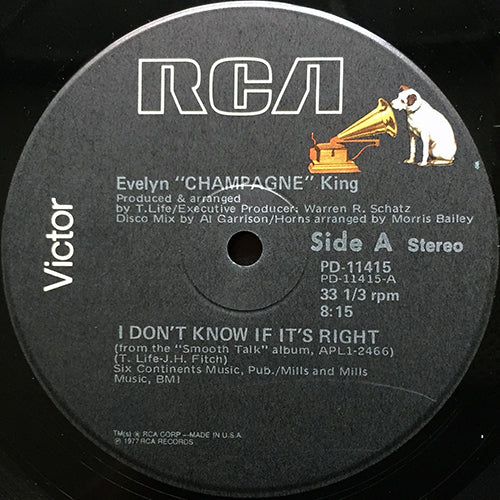 RCA
Victor
Evelyn "CHAMPAGNE" King
Produced & arranged
by T.Life/Executive Producer: Warren R. Schatz
Disco Mix by Al Garrison/Horns arranged by Morris Bailey
Side A Stereo
PD-11415
PD-11415-A
33 1/3 rpm
8:15
I DON'T KNOW IF IT'S RIGHT
(from the "Smooth Talk" album, APL1-2466)
(T. Life-J.H. Fitch)
Six Continents Music, Pub./Mills and Mills
Music, BMI
TM(s) ® RCA CORP—MADE IN U.S.A.
℗ 1977 RCA RECORDS